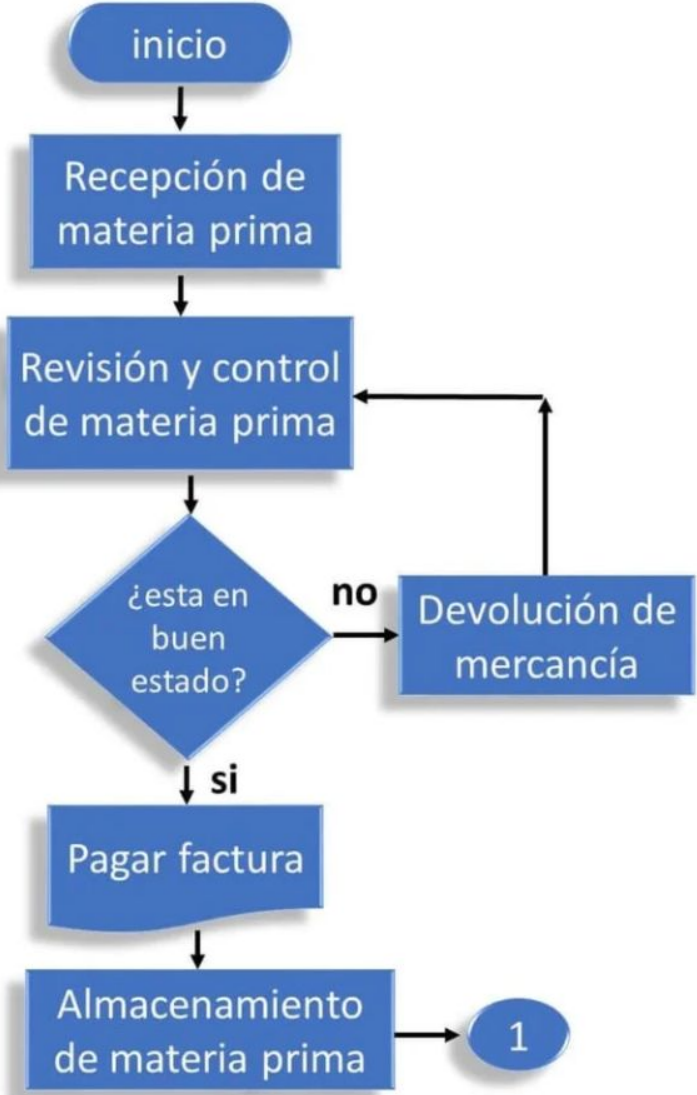 inicio
Recepción de
materia prima
Revisión y control
de materia prima
¿esta en
buen
estado?
no
Devolución de
mercancía
si
Pagar factura
Almacenamiento
de materia prima
1